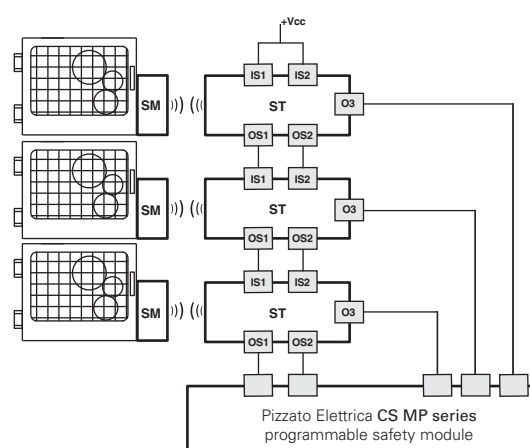 +Vcc
IS1 IS2
SM ST O3
OS1 OS2
IS1 IS2
SM ST O3
OS1 OS2
IS1 IS2
SM ST O3
OS1 OS2
Pizzato Elettrica CS MP series
programmable safety module